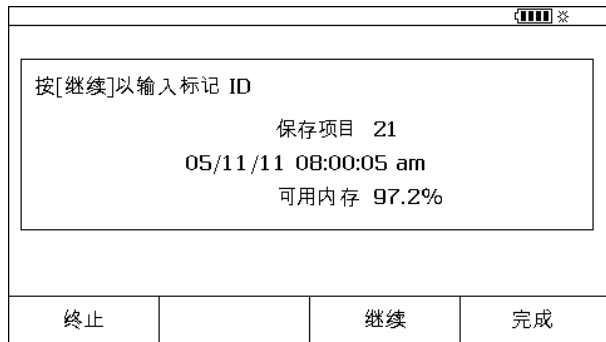 按[继续]以输入标记 ID
保存项目 21
05/11/11 08:00:05 am
可用内存 97.2%
终止 继续 完成